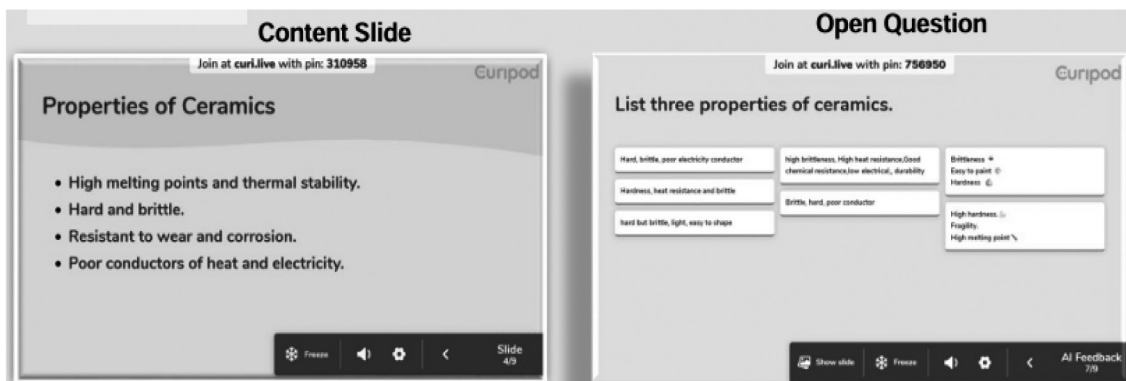 Content Slide
Join at curi.live with pin: 310958
Curipod
Properties of Ceramics
• High melting points and thermal stability.
• Hard and brittle.
• Resistant to wear and corrosion.
• Poor conductors of heat and electricity.
Freeze
Slide
4/9
Open Question
Join at curi.live with pin: 756950
Curipod
List three properties of ceramics.
Hard, brittle, poor electricity conductor
Hardness, heat resistance and brittle
hard but brittle, light, easy to shape
high brittleness, High heat resistance,Good
chemical resistance,low electrical,, durability
Brittle, hard, poor conductor
Brittleness
Easy to paint
Hardness
High hardness.
Fragility.
High melting point
Show slide
Freeze
AI Feedback
7/9